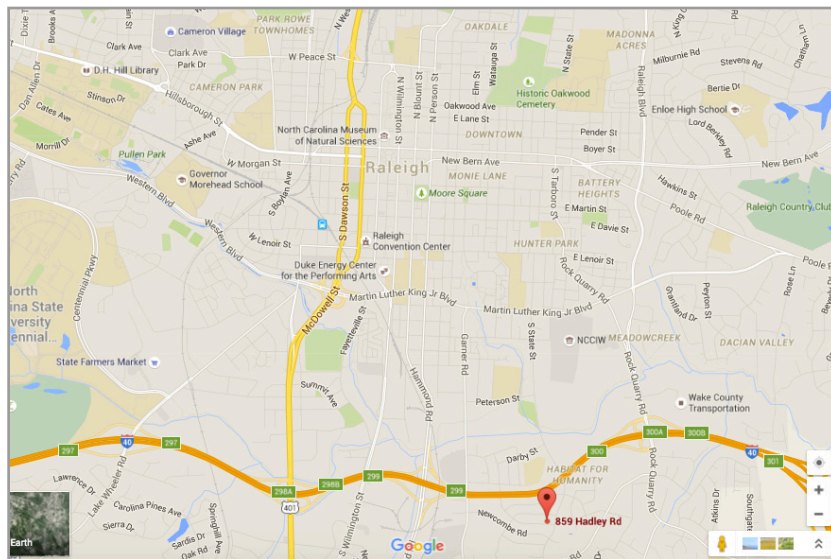 PARK ROWE
TOWNHOMES
OAKDALE
MADONNA
ACRES
Cameron Village
Clark Ave
Clark Ave
Park Dr
W Peace St
N West
N Wilmington St
N Blount St
N Person St
Elm St
Watauga St
N State St
Raleigh Blvd
Milburnie Rd
Stevens Rd
Chatham Ln
Bertie Dr
D.H. Hill Library
Dan Allen Dr
Stinson Dr
Cates Ave
Morrill Dr
Hillsborough St
CAMERON PARK
Ashe Ave
Oakwood Ave
E Lane St
Historic Oakwood
Cemetery
Enloe High School
Lord Berkley Rd
North Carolina Museum
of Natural Sciences
DOWNTOWN
Pender St
Boyer St
Pullen Park
W Morgan St
Raleigh
New Bern Ave
New Bern Ave
MONIE LANE
Governor
Morehead School
Moore Square
BATTERY
HEIGHTS
Hawkins St
Poole Rd
Raleigh Country Club
Western Blvd
Western Blvd
S Boylan Ave
S Dawson St
S Tarboro St
E Martin St
E Davie St
W Lenoir St
Raleigh
Convention Center
HUNTER PARK
E Lenoir St
Poole Rd
Duke Energy Center
for the Performing Arts
Rock Quarry Rd
Centennial Pkwy
McDowell St
Martin Luther King Jr Blvd
Martin Luther King Jr Blvd
Grantland Dr
Peyton St
Rose Ln
Fayetteville St
Garner Rd
S State St
NCCIW
MEADOWCREEK
DACIAN VALLEY
State Farmers Market
Summit Ave
Hammond Rd
Peterson St
Rock Quarry Rd
Wake County
Transportation
297
40
297
298A
298B
299
299
300
300A
300B
40
301
401
Darby St
HABITAT FOR
HUMANITY
Lawrence Dr
Lake Wheeler Rd
Carolina Pines Ave
Sierra Dr
Sardis Dr
Oak Rd
Springhill Ave
S Wilmington St
Newcombe Rd
859 Hadley Rd
Rock Quarry Rd
Atkins Dr
Southgate
Earth
Google